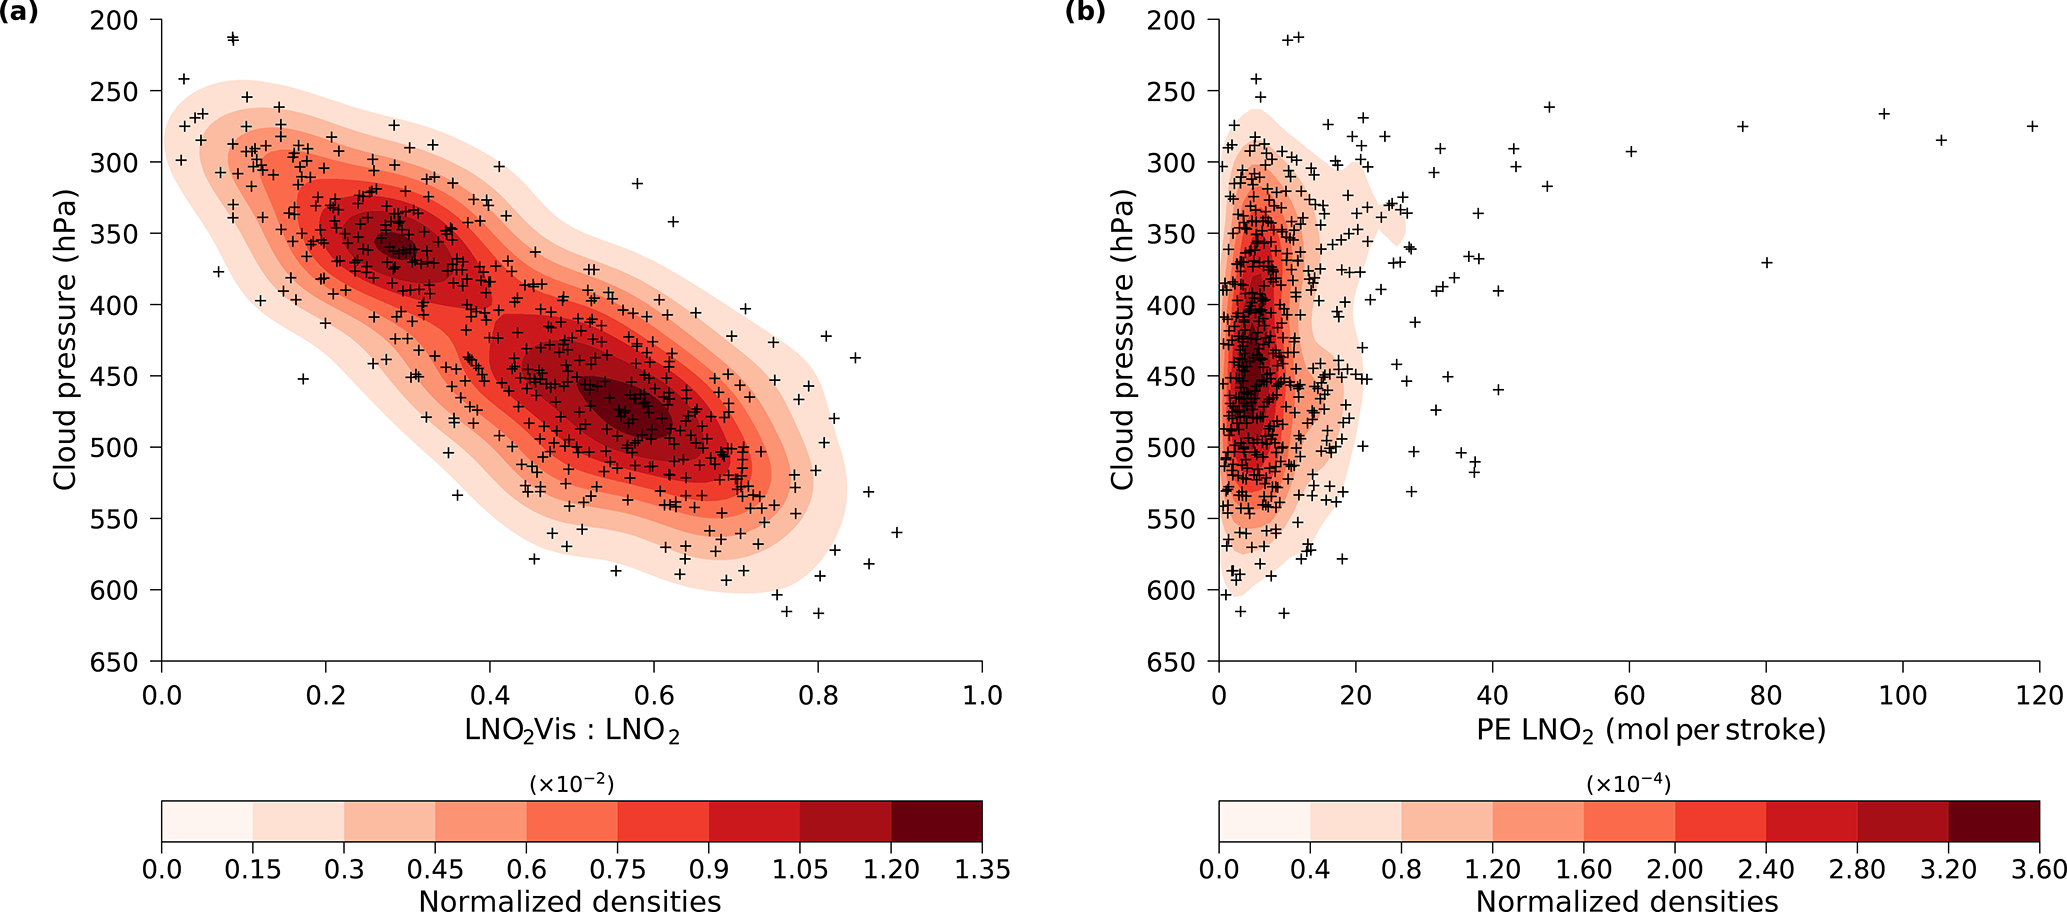 (a)
200
250
300
350
400
450
500
550
600
650
Cloud pressure (hPa)
0.0 0.2 0.4 0.6 0.8 1.0
LNO₂Vis : LNO₂
(×10⁻²)
0.0 0.15 0.3 0.45 0.6 0.75 0.9 1.05 1.20 1.35
Normalized densities
(b)
200
250
300
350
400
450
500
550
600
650
Cloud pressure (hPa)
0 20 40 60 80 100 120
PE LNO₂ (mol per stroke)
(×10⁻⁴)
0.0 0.4 0.8 1.20 1.60 2.00 2.40 2.80 3.20 3.60
Normalized densities